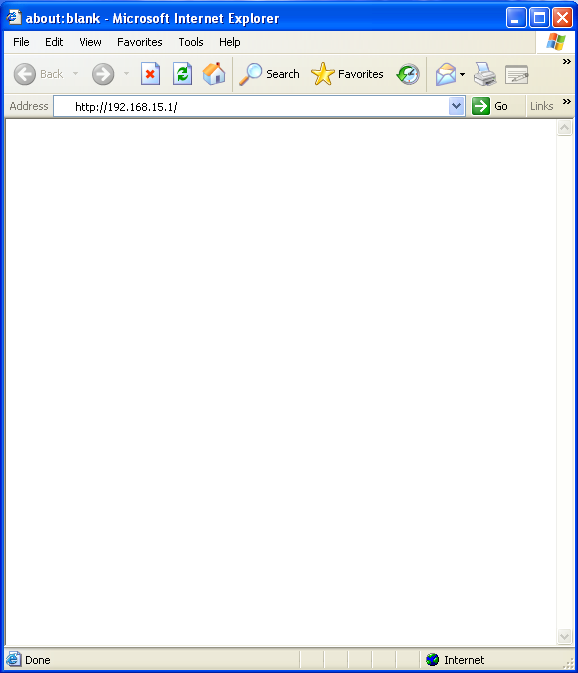 about:blank - Microsoft Internet Explorer
File Edit View Favorites Tools Help
Back Search Favorites
Address http://192.168.15.1/ Go Links
Done Internet